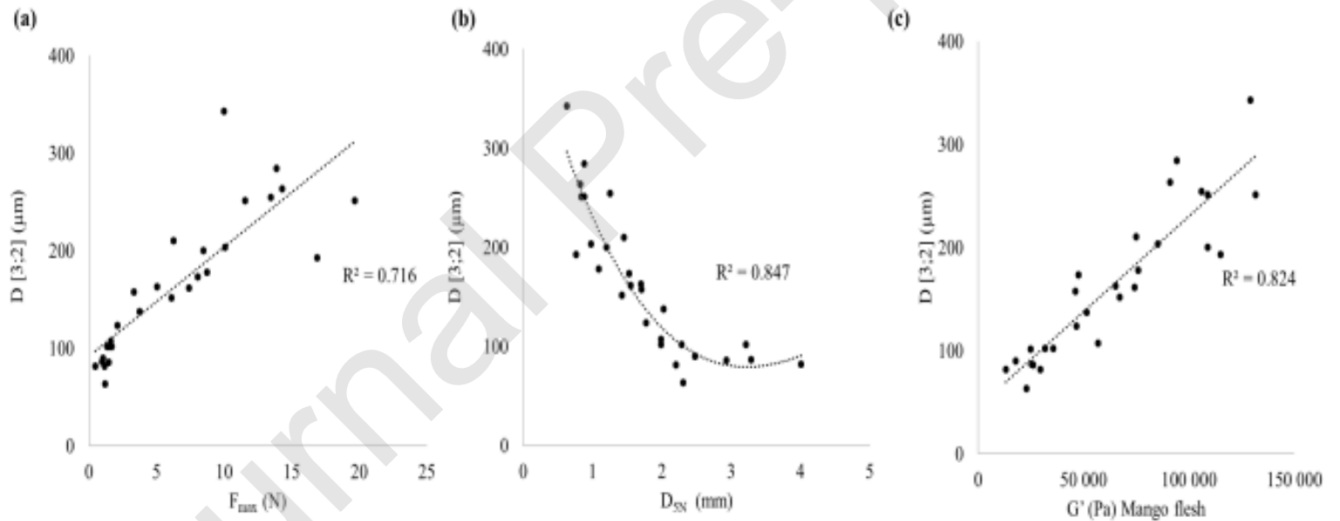 (a)
400
300
200
100
0
D [3;2] (µm)
R² = 0.716
0 5 10 15 20 25
Fmax (N)
(b)
400
300
200
100
0
D [3;2] (µm)
R² = 0.847
0 1 2 3 4 5
D5N (mm)
(c)
400
300
200
100
0
D [3;2] (µm)
R² = 0.824
0 50 000 100 000 150 000
G' (Pa) Mango flesh
urnal Pre